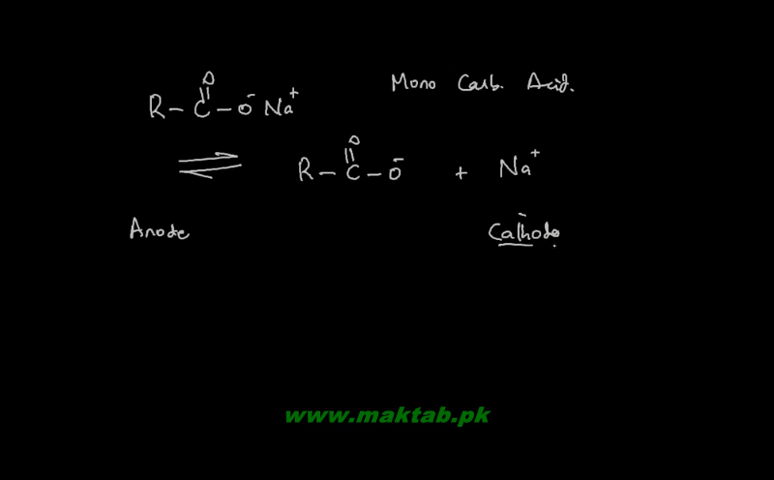 O
R - C - O⁻ Na⁺ Mono Carb. Acid.
O
⇌ R - C - O⁻ + Na⁺
Anode Cathode
www.maktab.pk